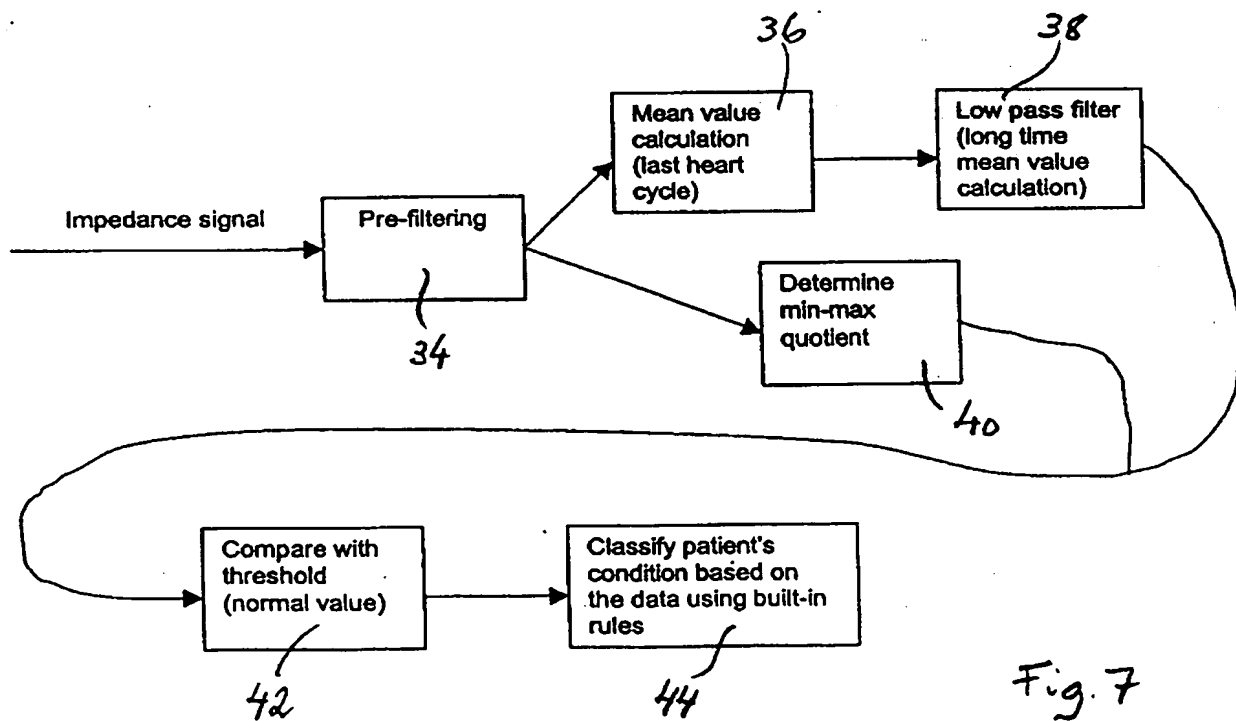 36
38
Mean value
calculation
(last heart
cycle)
Low pass filter
(long time
mean value
calculation)
Impedance signal
Pre-filtering
34
Determine
min-max
quotient
40
Compare with
threshold
(normal value)
42
Classify patient's
condition based on
the data using built-in
rules
44
Fig. 7